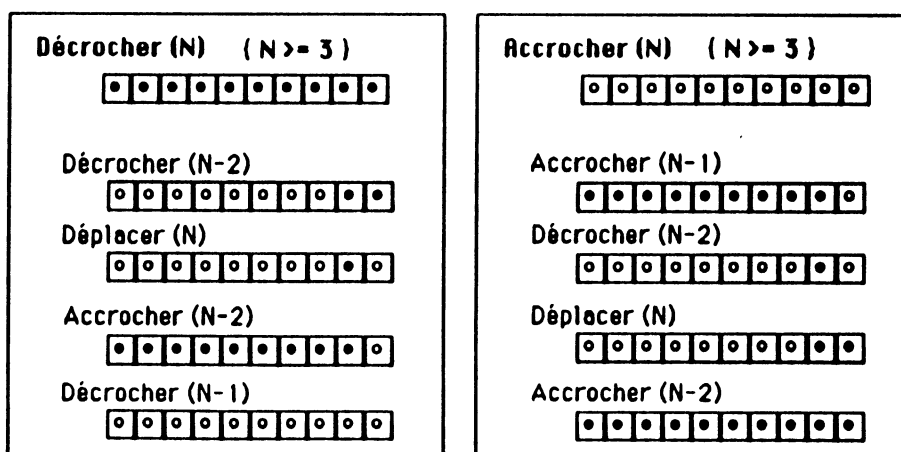 Décrocher (N) ( N >= 3 )
Décrocher (N-2)
Déplacer (N)
Accrocher (N-2)
Décrocher (N-1)
Accrocher (N) ( N >= 3 )
Accrocher (N-1)
Décrocher (N-2)
Déplacer (N)
Accrocher (N-2)